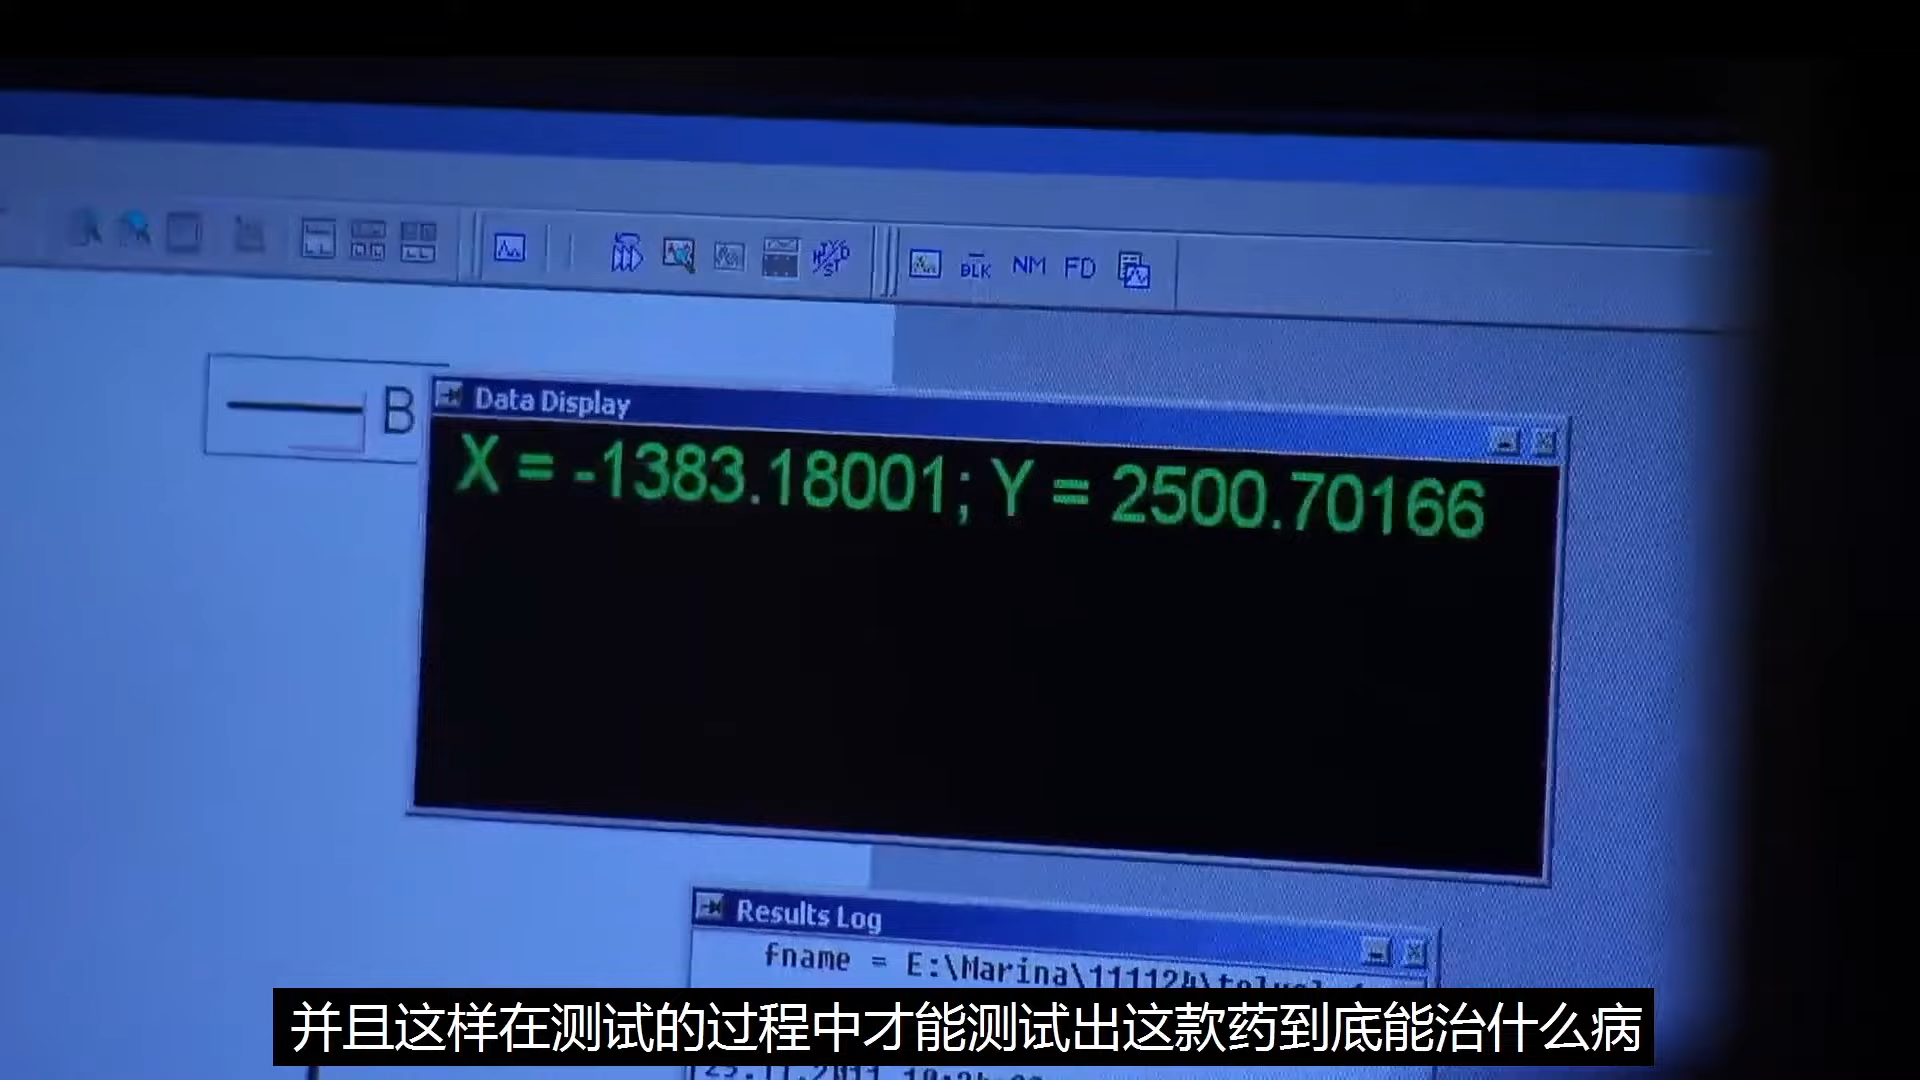 BLK NM FD
B
Data Display
X = -1383.18001; Y = 2500.70166
Results Log
fname = E:\Marina\111124\
并且这样在测试的过程中才能测试出这款药到底能治什么病